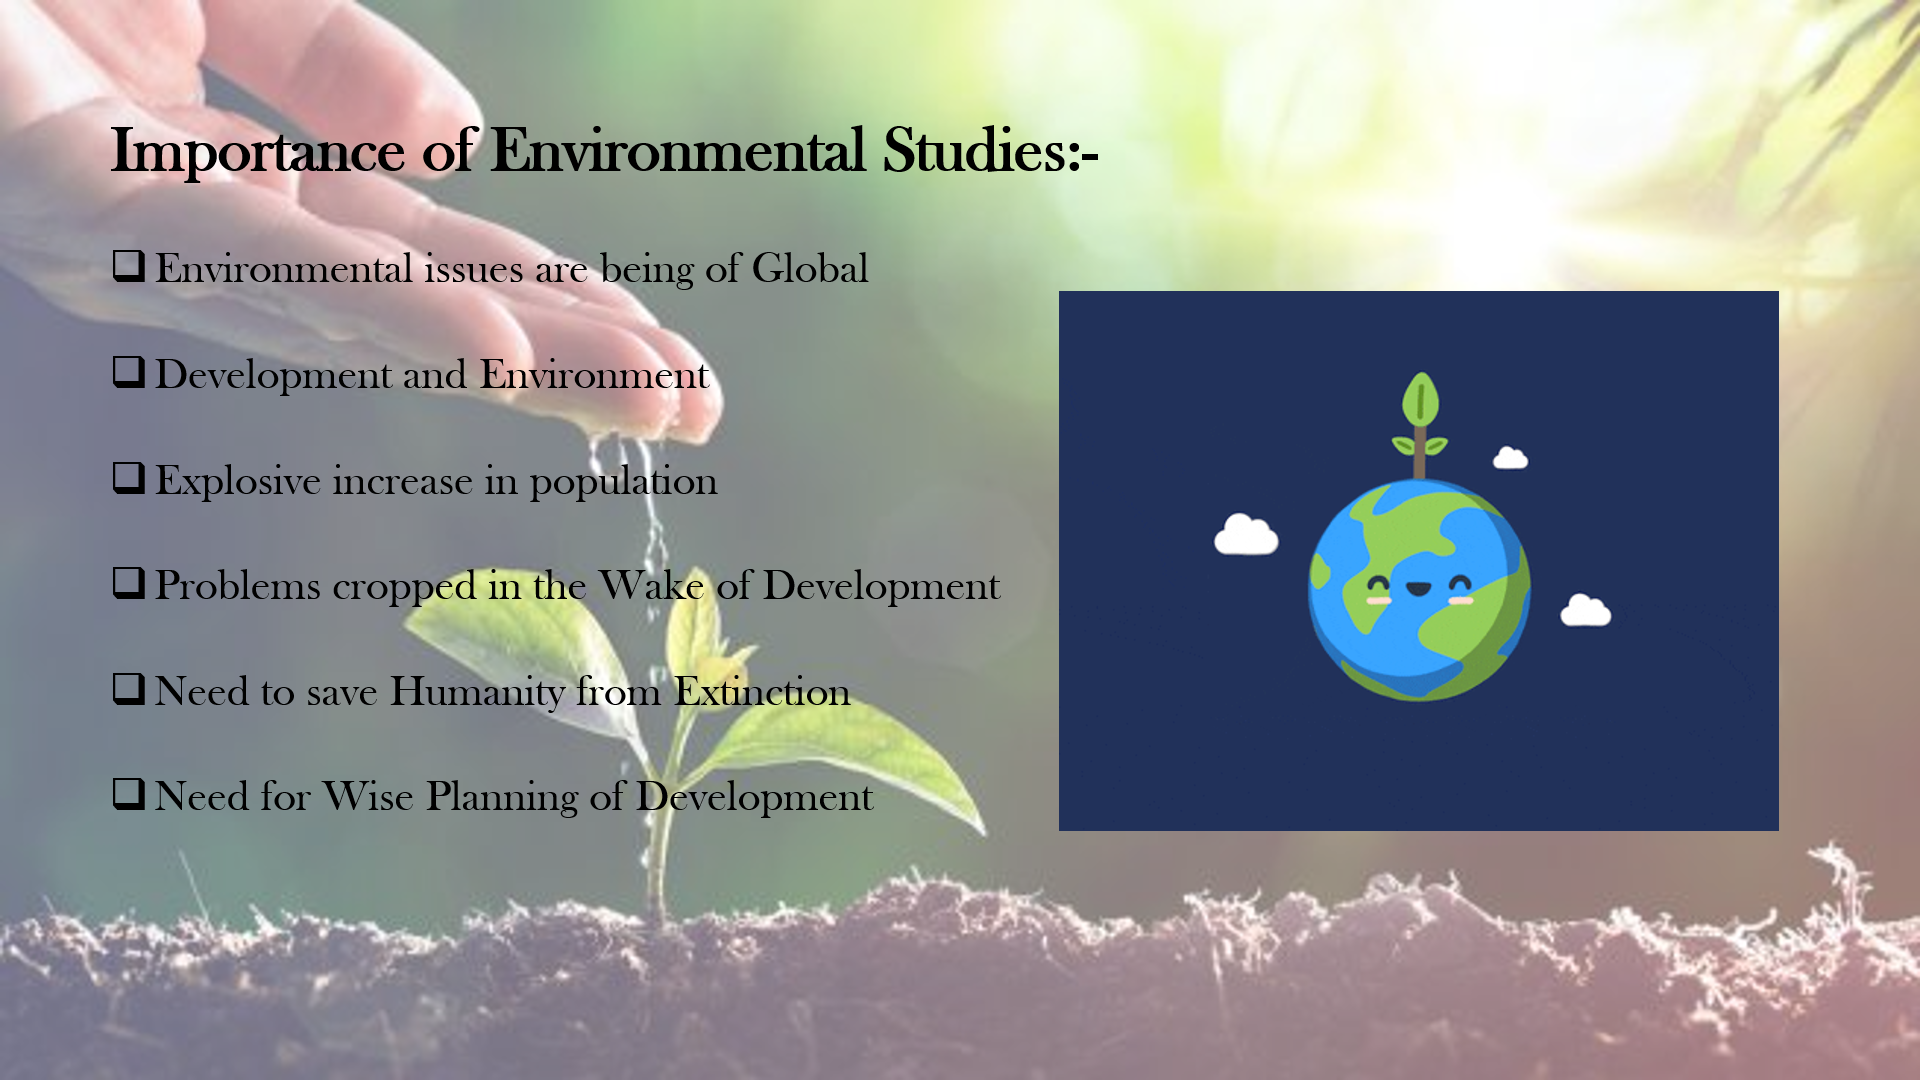 Importance of Environmental Studies:-
❑ Environmental issues are being of Global
❑ Development and Environment
❑ Explosive increase in population
❑ Problems cropped in the Wake of Development
❑ Need to save Humanity from Extinction
❑ Need for Wise Planning of Development